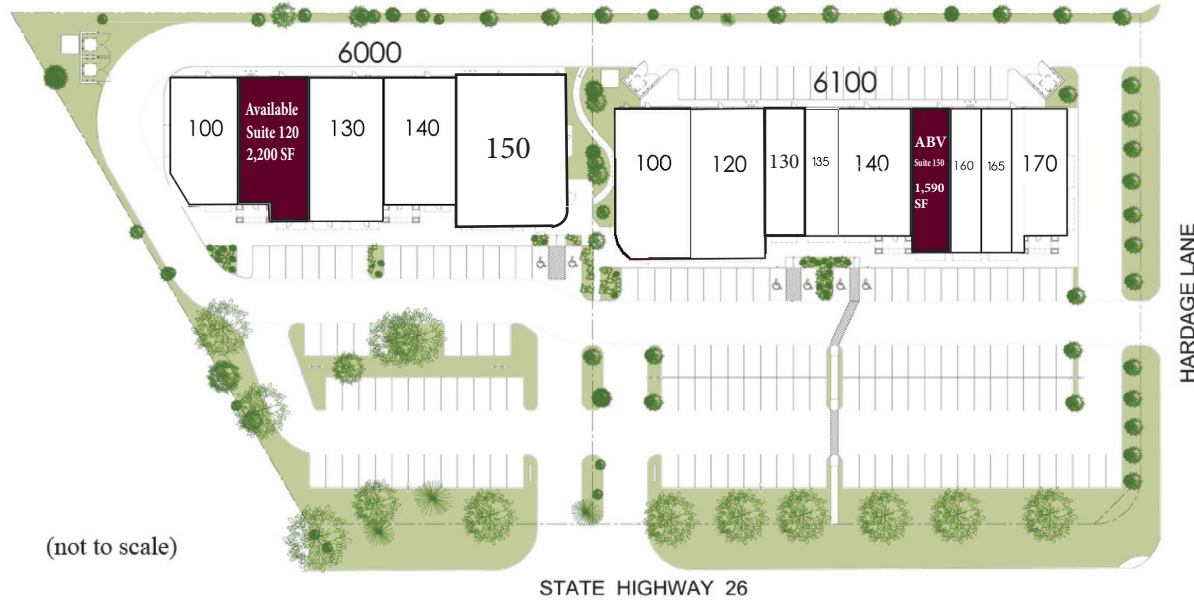 6000
6100
100
Available
Suite 120
2,200 SF
130
140
150
100
120
130
135
140
ABV
Suite 150
1,590
SF
160
165
170
HARDAGE LANE
(not to scale)
STATE HIGHWAY 26